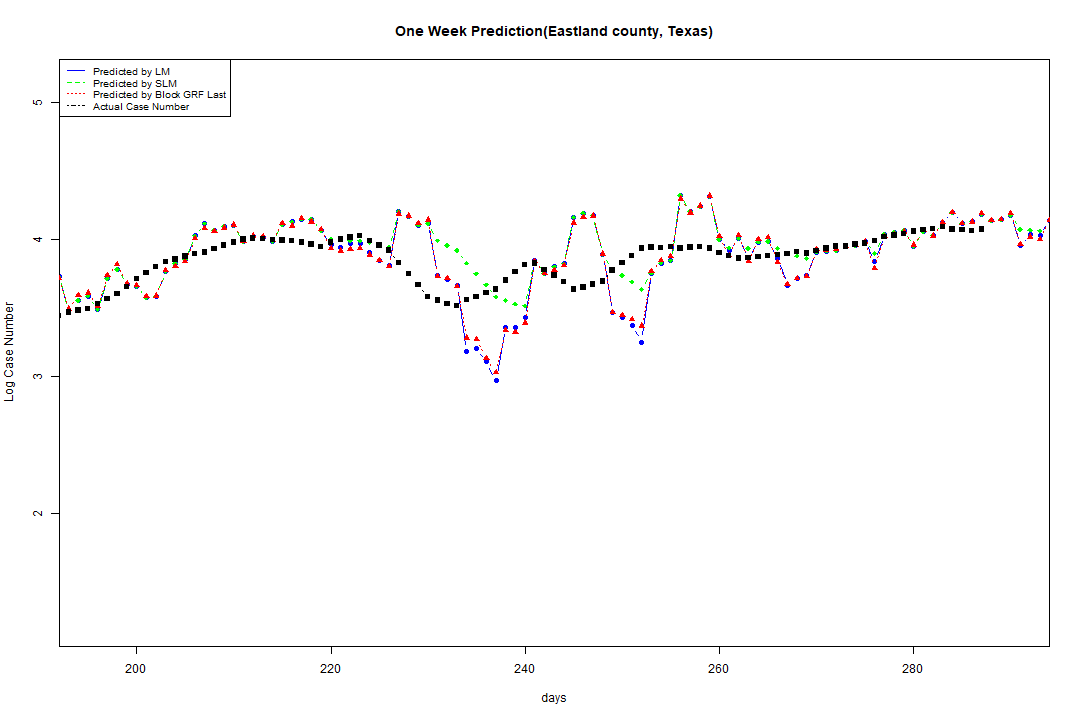 One Week Prediction(Eastland county, Texas)
Predicted by LM
Predicted by SLM
Predicted by Block GRF Last
Actual Case Number
5
4
3
2
Log Case Number
200 220 240 260 280
days